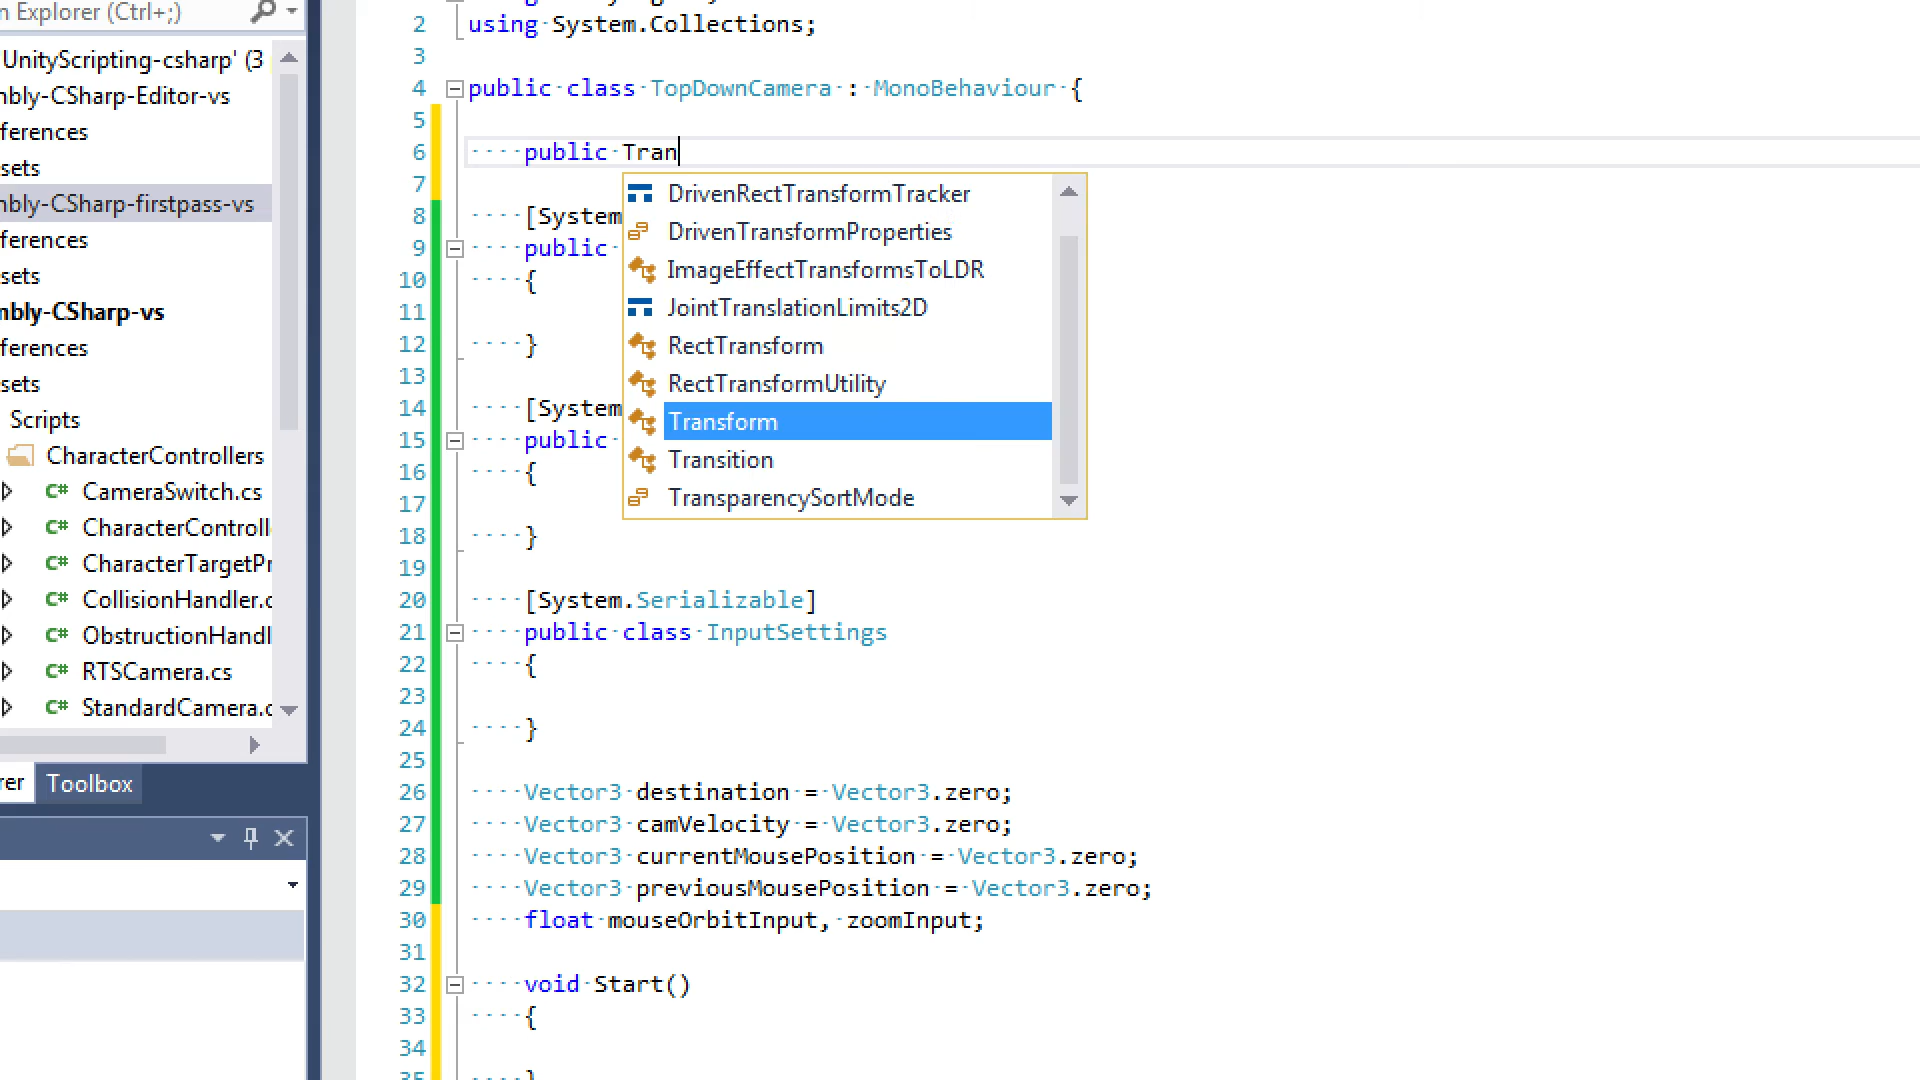 n Explorer (Ctrl+;)
UnityScripting-csharp' (3
mbly-CSharp-Editor-vs
ferences
sets
mbly-CSharp-firstpass-vs
ferences
sets
mbly-CSharp-vs
ferences
sets
Scripts
CharacterControllers
C# CameraSwitch.cs
C# CharacterControll
C# CharacterTargetPr
C# CollisionHandler.c
C# ObstructionHandl
C# RTSCamera.cs
C# StandardCamera.c
rer Toolbox
2 using System.Collections;
3
4 public class TopDownCamera : MonoBehaviour {
5
6 public Tran
7
8 [System
9 public
10 {
11
12 }
13
14 [System
15 public
16 {
17
18 }
19
20 [System.Serializable]
21 public class InputSettings
22 {
23
24 }
25
26 Vector3 destination = Vector3.zero;
27 Vector3 camVelocity = Vector3.zero;
28 Vector3 currentMousePosition = Vector3.zero;
29 Vector3 previousMousePosition = Vector3.zero;
30 float mouseOrbitInput, zoomInput;
31
32 void Start()
33 {
34
35 }
DrivenRectTransformTracker
DrivenTransformProperties
ImageEffectTransformsToLDR
JointTranslationLimits2D
RectTransform
RectTransformUtility
Transform
Transition
TransparencySortMode